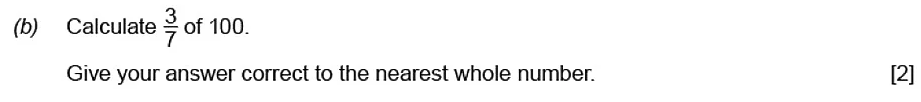 (b) Calculate 3/7 of 100.
Give your answer correct to the nearest whole number. [2]